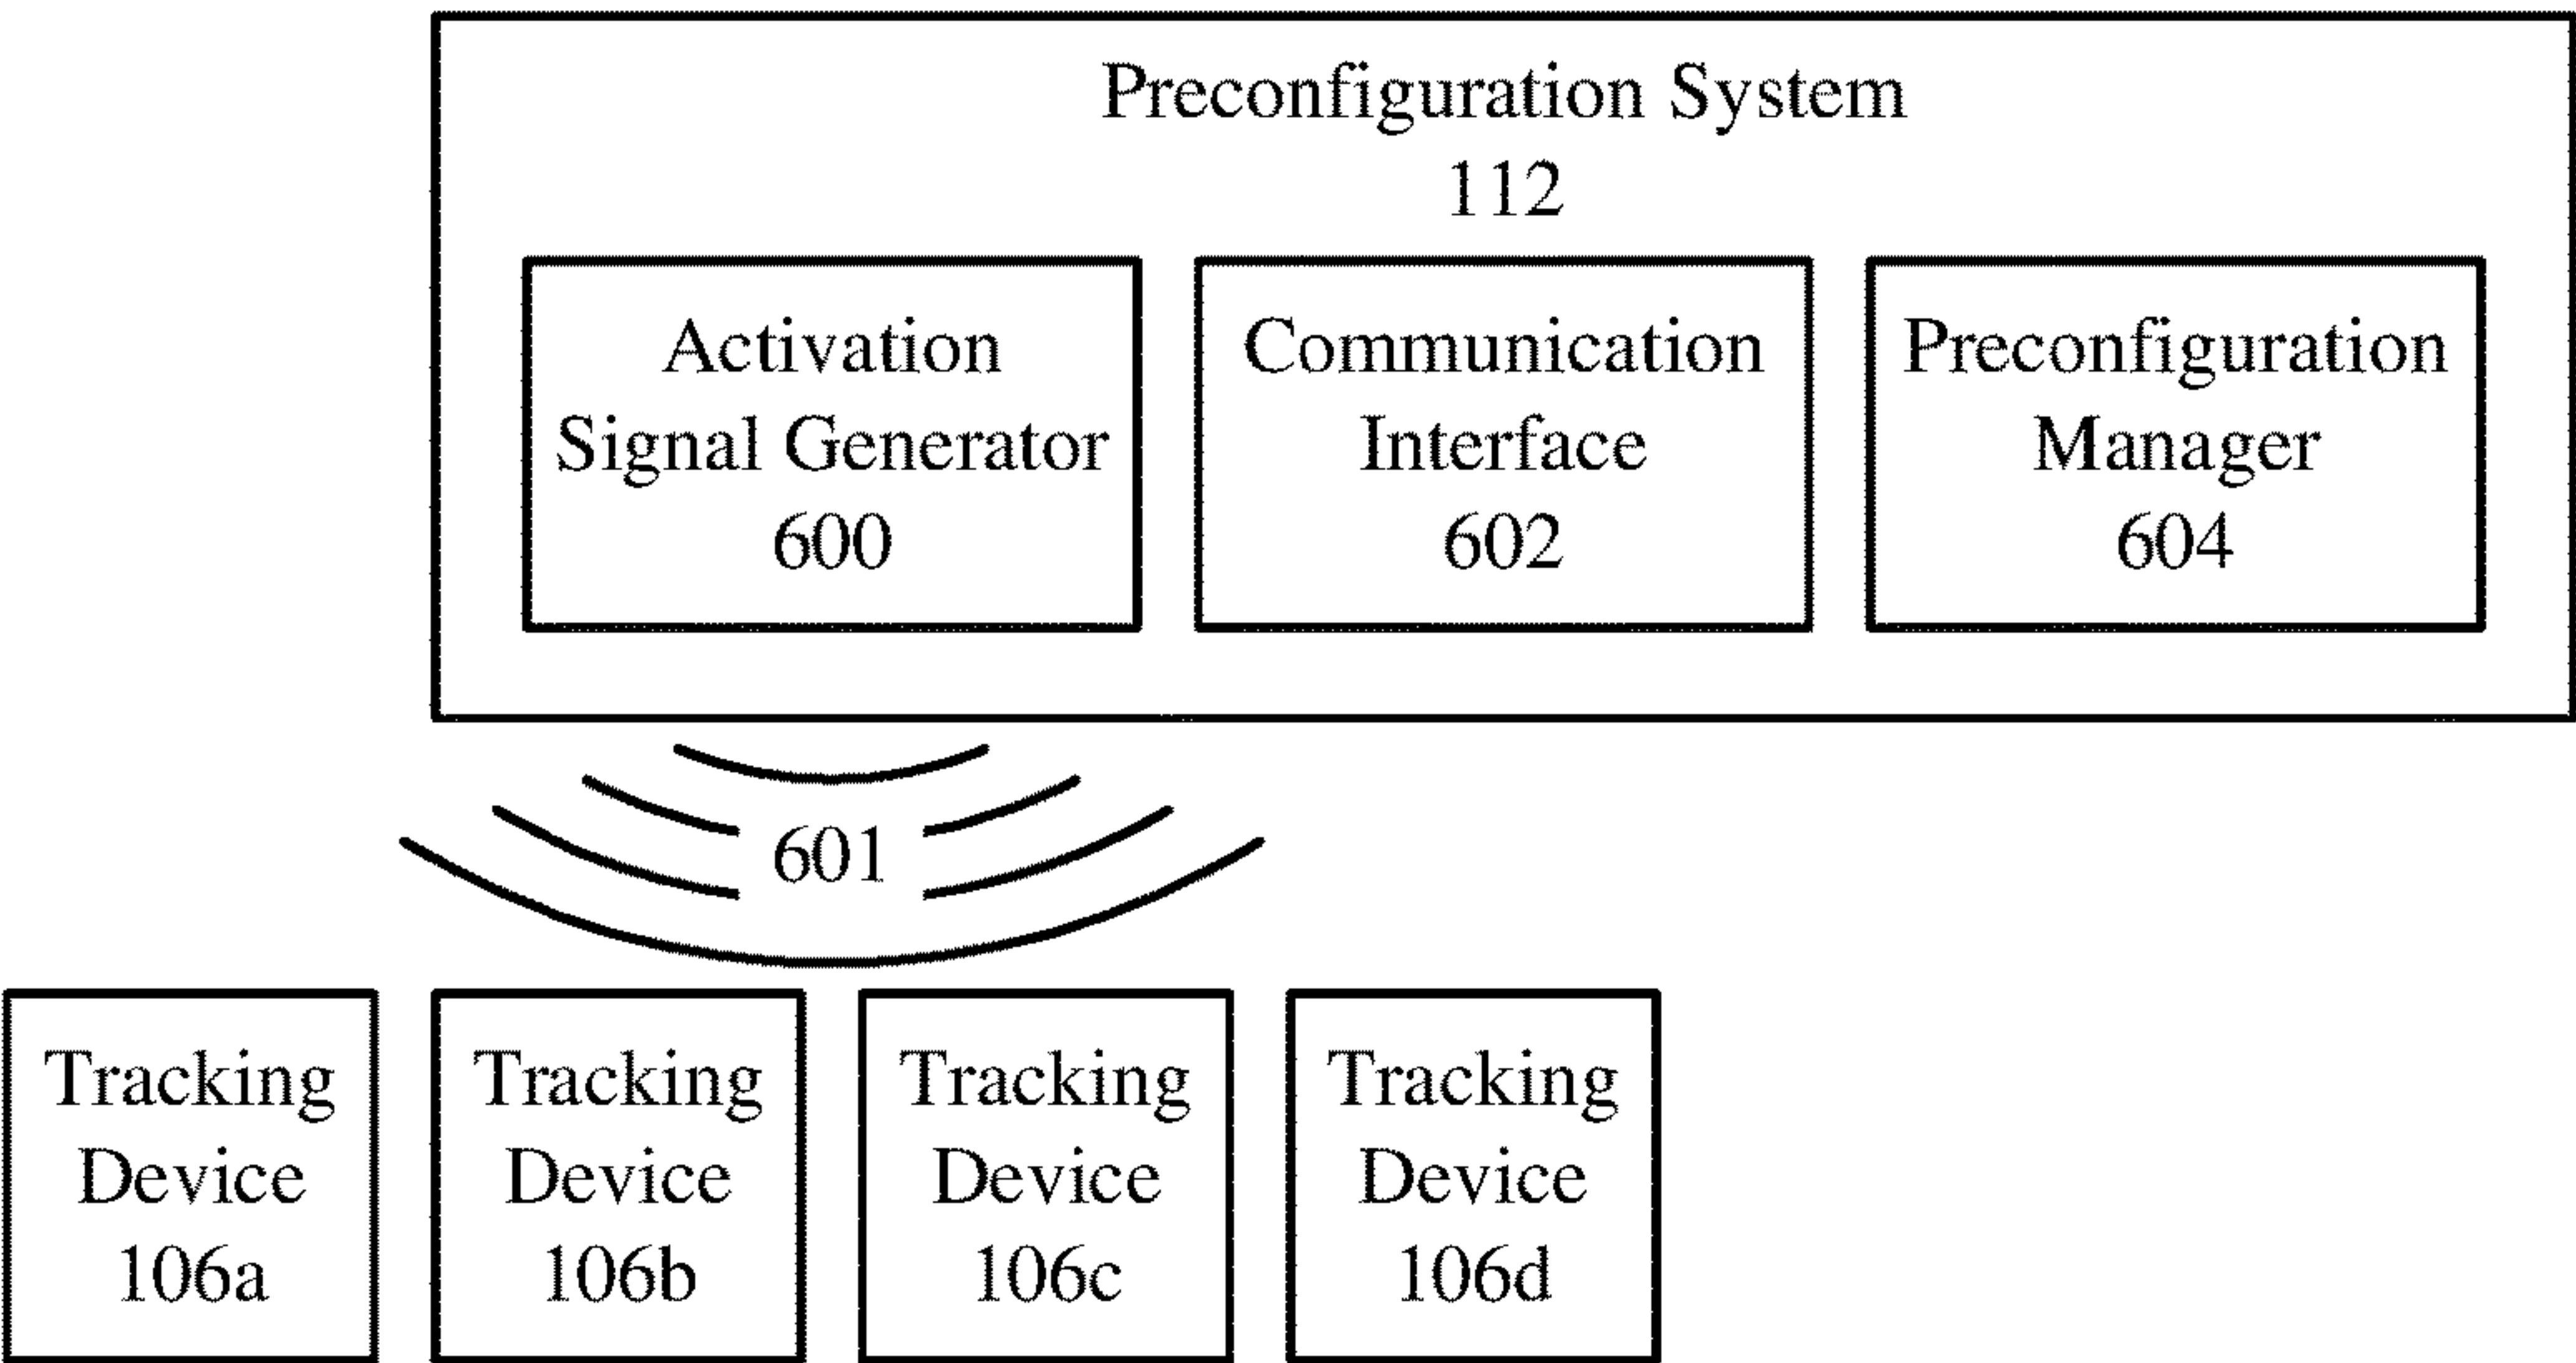 Preconfiguration System
112
Activation
Signal Generator
600
Communication
Interface
602
Preconfiguration
Manager
604
601
Tracking
Device
106a
Tracking
Device
106b
Tracking
Device
106c
Tracking
Device
106d